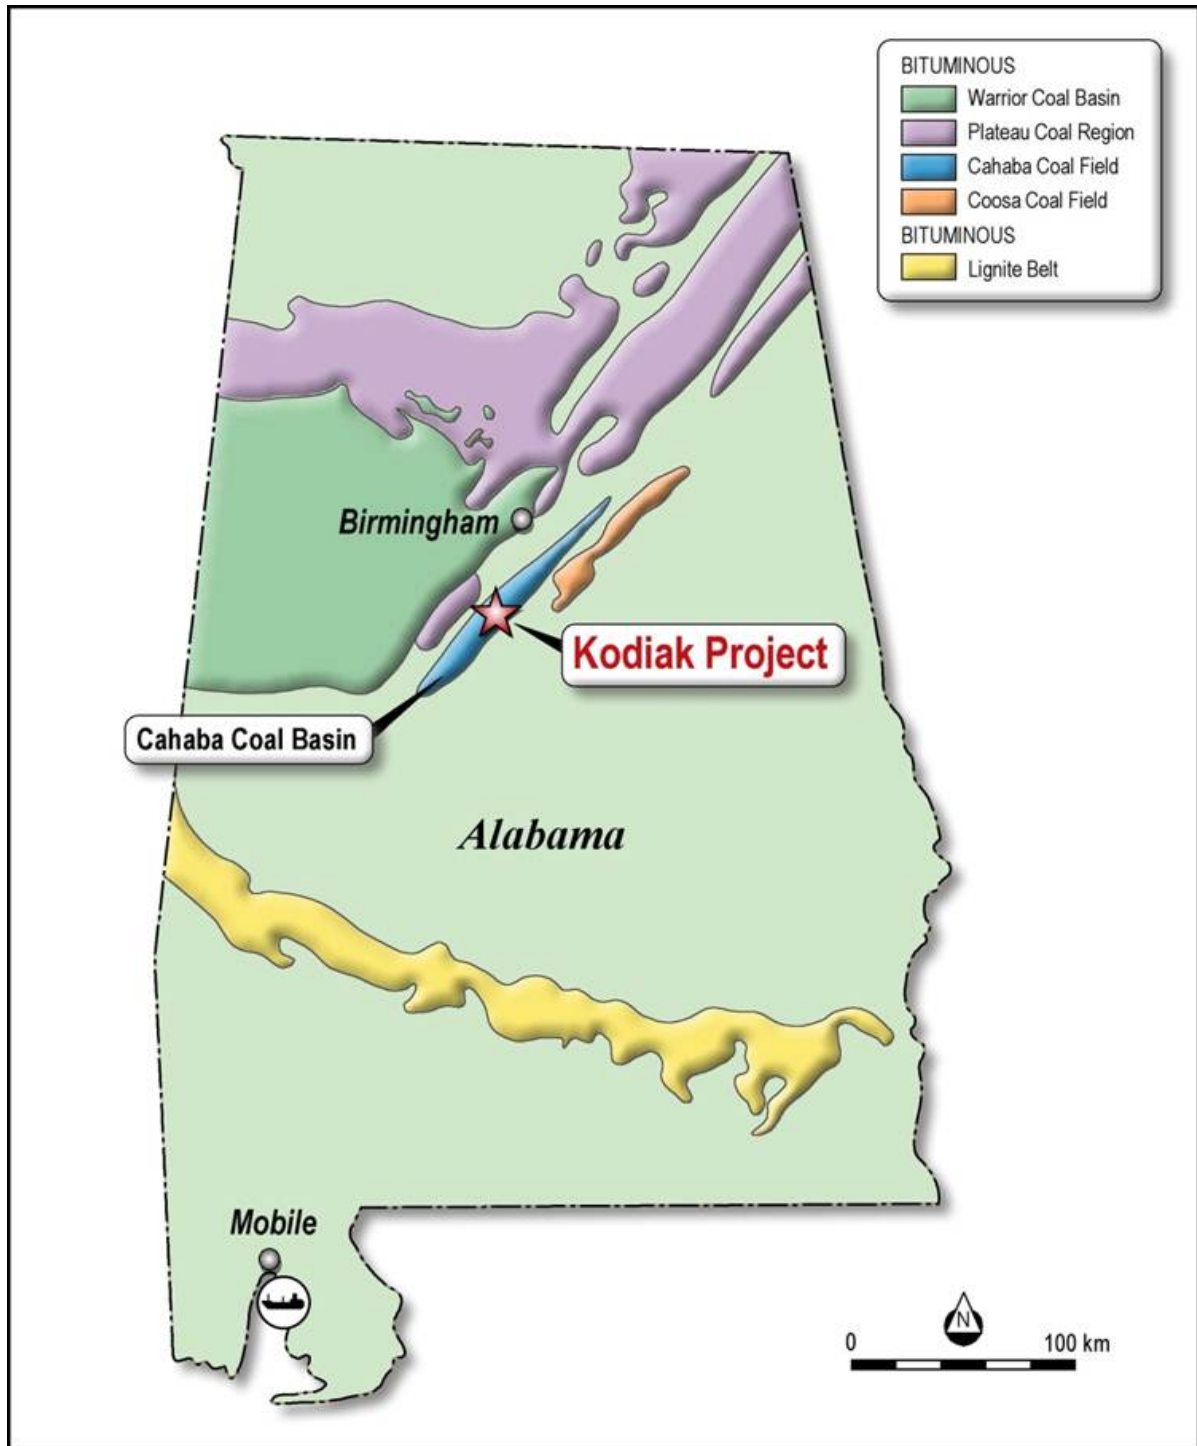 BITUMINOUS
Warrior Coal Basin
Plateau Coal Region
Cahaba Coal Field
Coosa Coal Field
BITUMINOUS
Lignite Belt
Birmingham
Kodiak Project
Cahaba Coal Basin
Alabama
Mobile
N
0 100 km